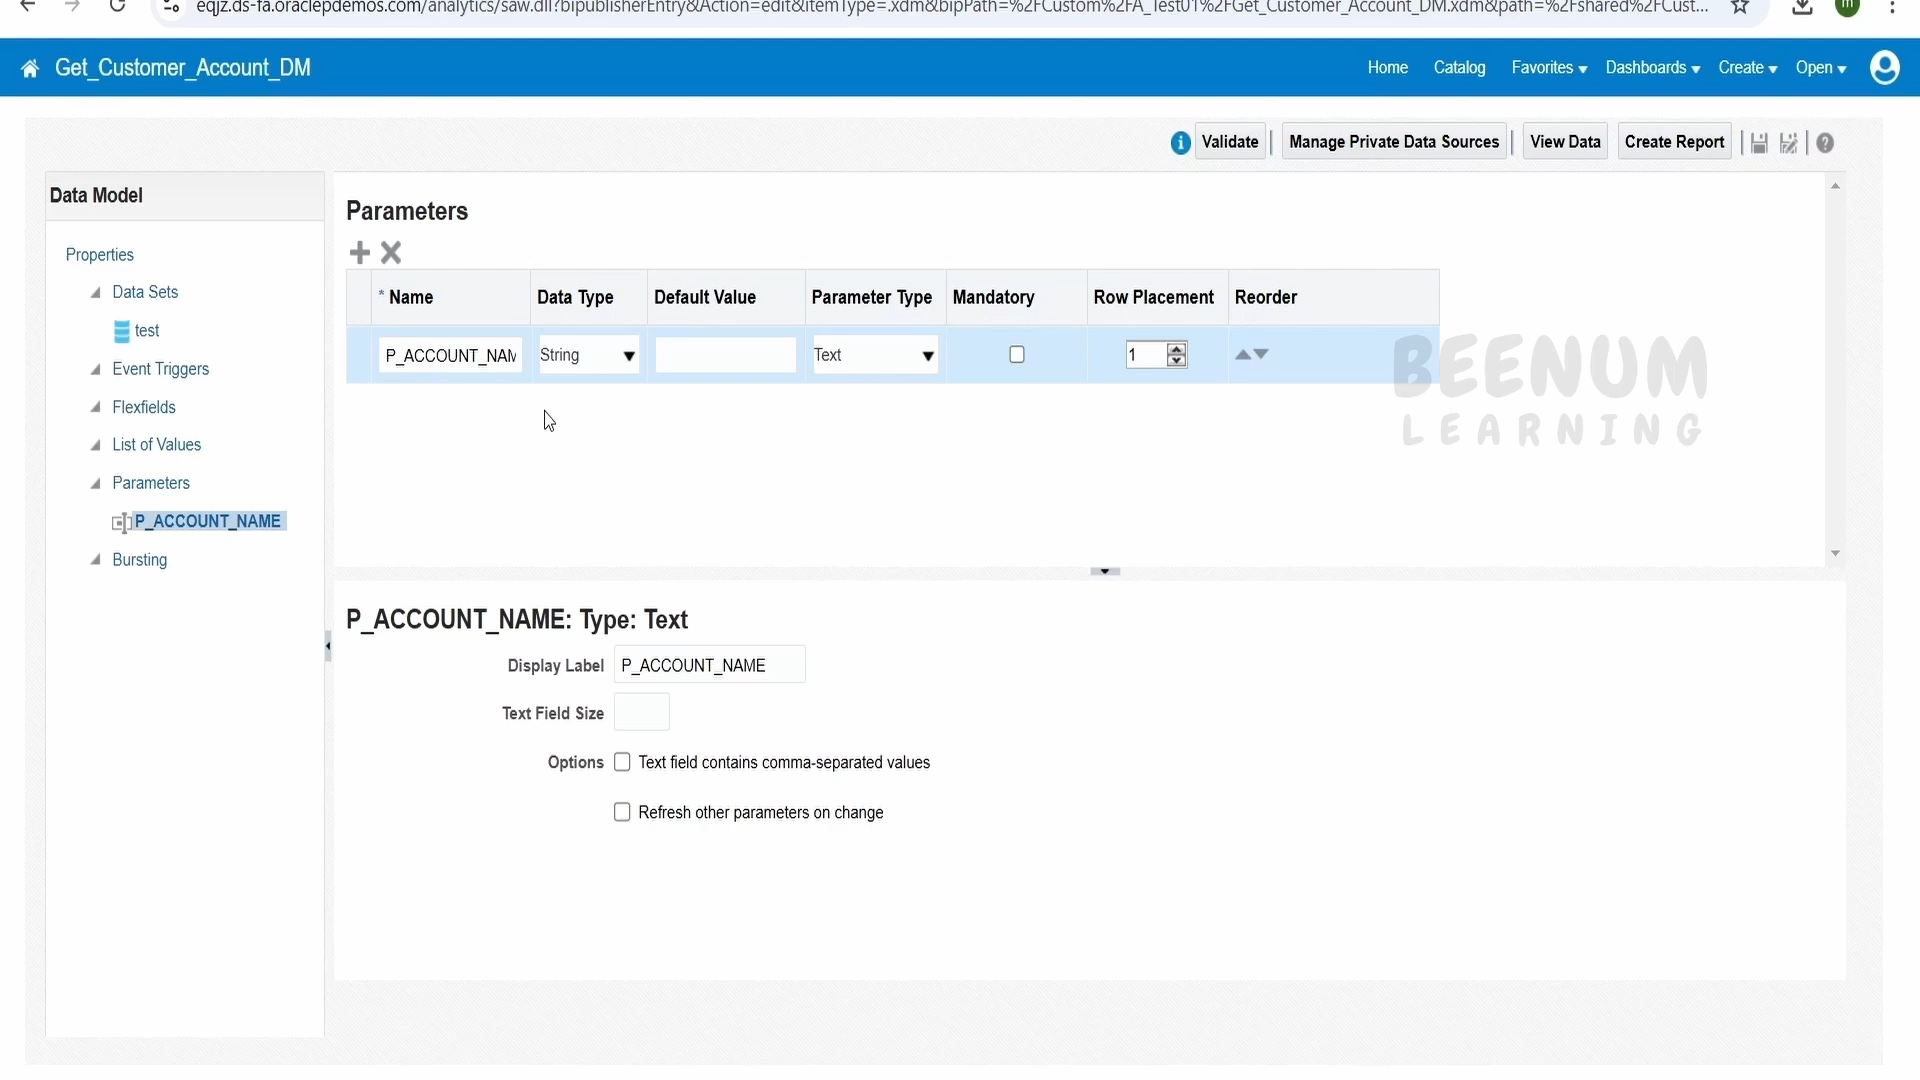 eqjz.ds-fa.oraclepdemos.com/analytics/saw.dll?bipublisherEntry&Action=edit&itemType=.xdm&bipPath=%2FCustom%2FA_Test01%2FGet_Customer_Account_DM.xdm&path=%2Fshared%2FCust...
m
Get_Customer_Account_DM
Home Catalog Favorites Dashboards Create Open
Validate Manage Private Data Sources View Data Create Report
Data Model
Properties
Data Sets
test
Event Triggers
Flexfields
List of Values
Parameters
P_ACCOUNT_NAME
Bursting
Parameters
* Name Data Type Default Value Parameter Type Mandatory Row Placement Reorder
P_ACCOUNT_NAM String Text 1
BEENUM
LEARNING
P_ACCOUNT_NAME: Type: Text
Display Label P_ACCOUNT_NAME
Text Field Size
Options Text field contains comma-separated values
Refresh other parameters on change